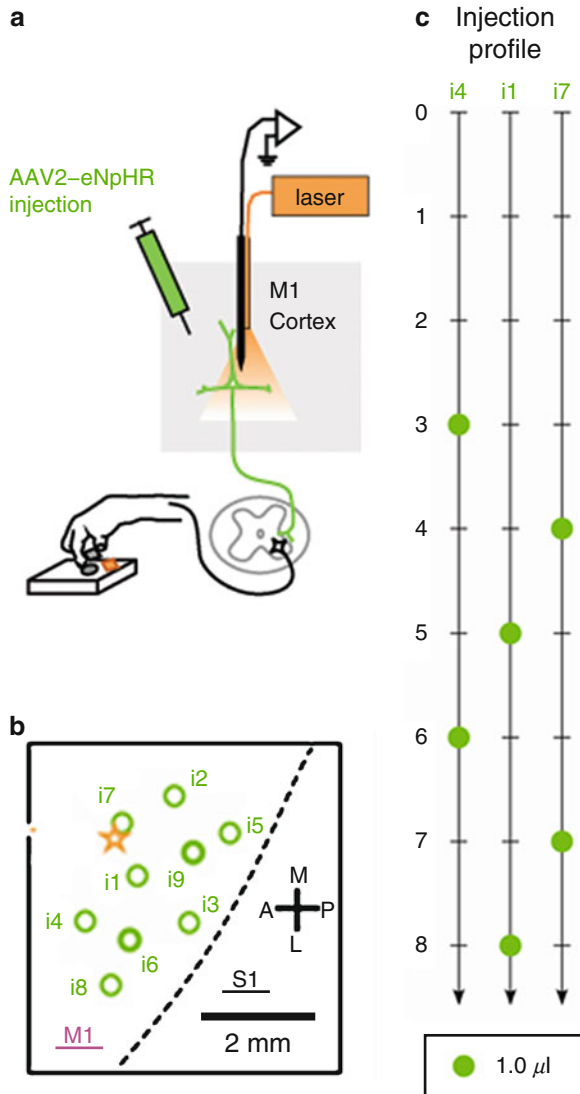 a
AAV2–eNpHR
injection
laser
M1
Cortex
b
i7
i2
i5
i1
i9
i4
i3
i6
i8
M
A P
L
S1
M1
2 mm
c
Injection
profile
i4 i1 i7
0
1
2
3
4
5
6
7
8
1.0 µl